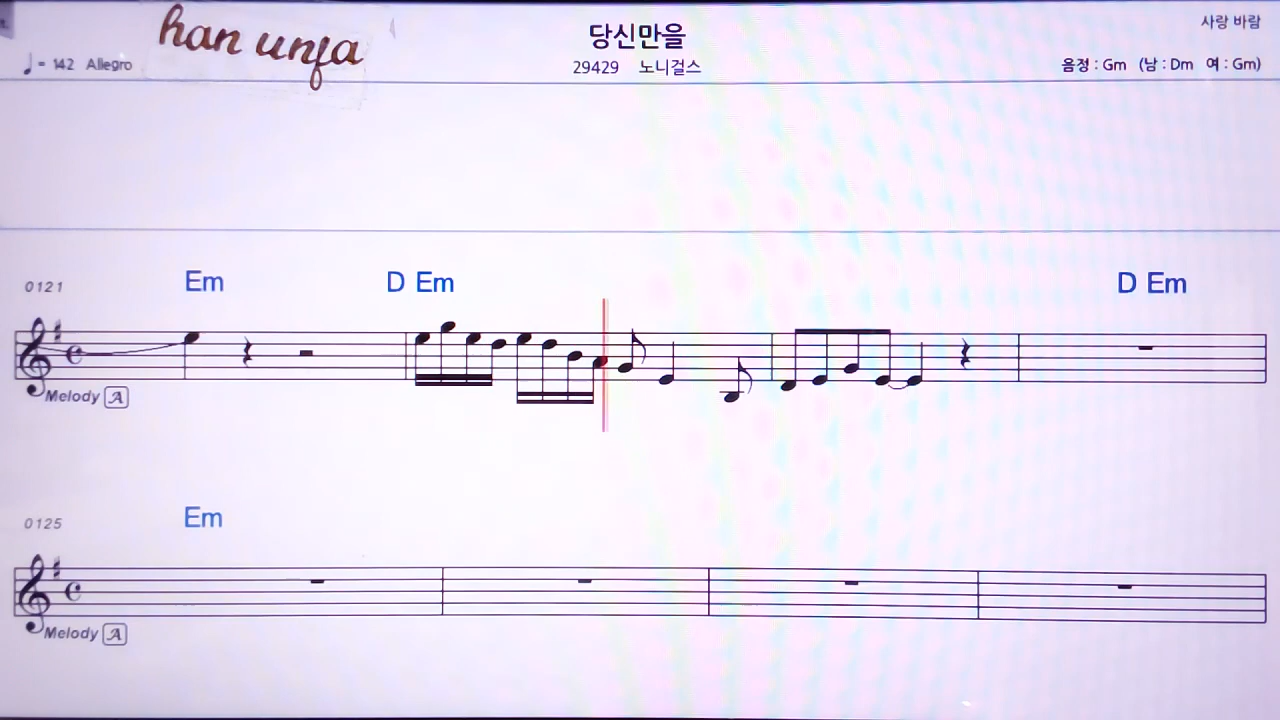 han unja
당신만을
사랑 바람
♩ = 142 Allegro
29429 노니걸스
음정 : Gm (남 : Dm 여 : Gm)
0121 Em D Em D Em
Melody A
0125 Em
Melody A